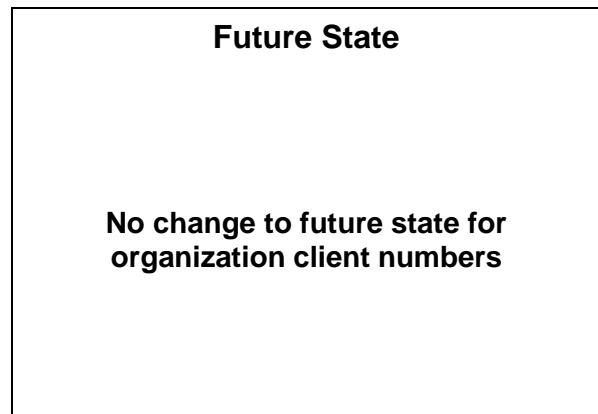 Future State
No change to future state for
organization client numbers